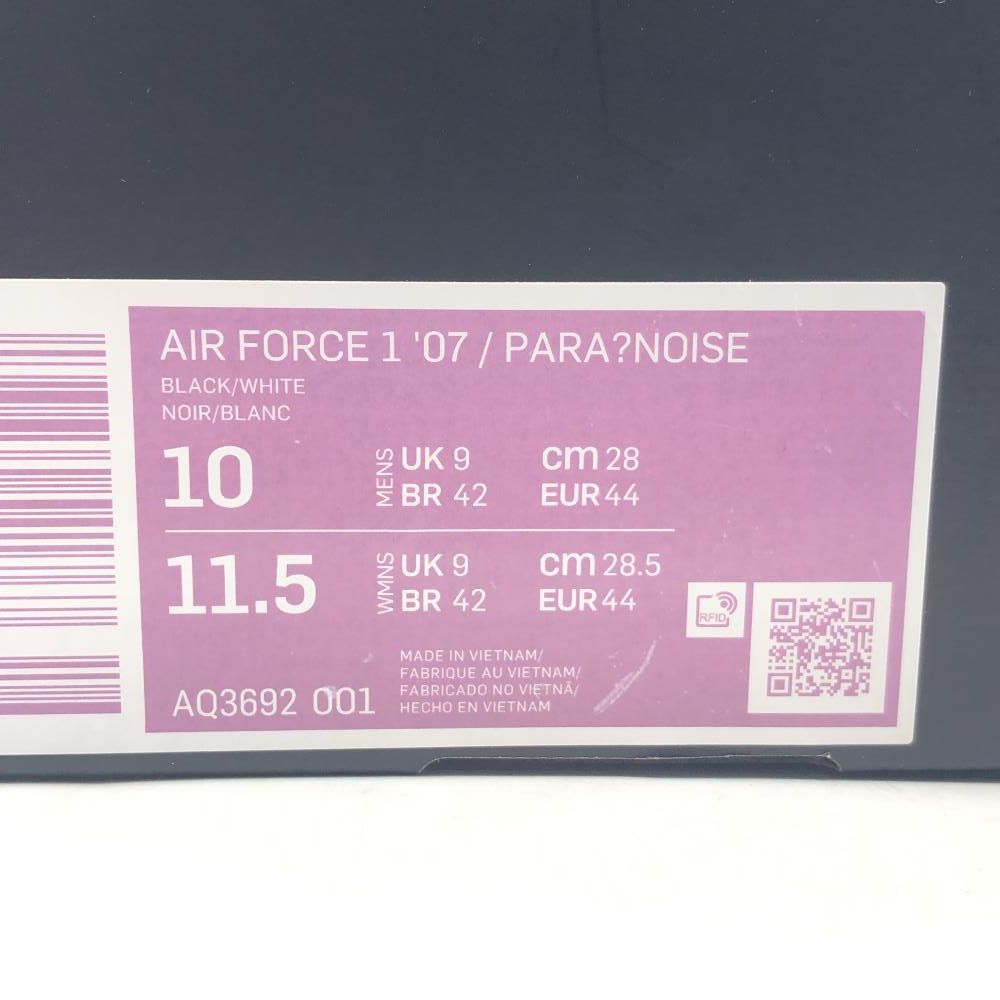 AIR FORCE 1 '07 / PARA?NOISE
BLACK/WHITE
NOIR/BLANC
10 MENS UK 9 cm 28
BR 42 EUR 44
11.5 WMNS UK 9 cm 28.5
BR 42 EUR 44
RFID
MADE IN VIETNAM/
FABRIQUE AU VIETNAM/
FABRICADO NO VIETNÃ/
HECHO EN VIETNAM
AQ3692 001